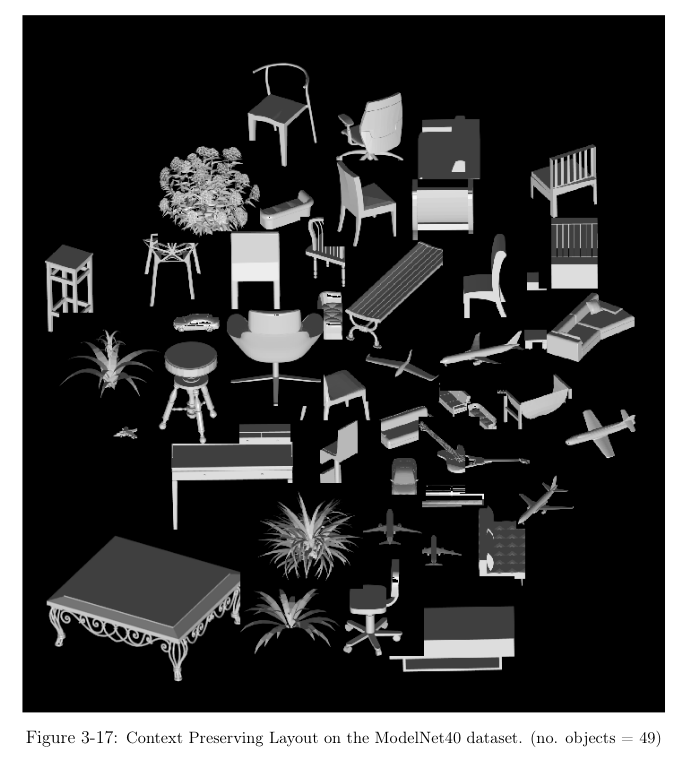 Figure 3-17: Context Preserving Layout on the ModelNet40 dataset. (no. objects = 49)